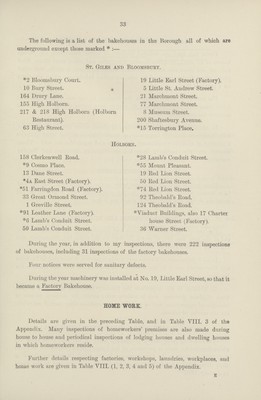 33
The following is a list of the bakehouses in the Borough all of which are
underground except those marked * :—
St. Giles and Bloomsbury.
*2 Bloomsbury Court.
10 Bury Street.
164 Drury Lane.
155 High Holborn.
217 & 218 High Holborn (Holborn
Restaurant).
63 High Street.
19 Little Earl Street (Factory).
5 Little St. Andrew Street.
21 Marchmont Street.
77 Marchmont Street.
8 Museum Street.
200 Shaftesbury Avenue.
*15 Torrington Place.
Holborn.
158 Clerkenwell Road.
*9 Cosmo Place.
13 Dane Street.
*4A East Street (Factory).
*51 Farringdon Road (Factory).
33 Great Ormond Street.
1 Greville Street.
*91 Leather Lane (Factory).
*6 Lamb's Conduit Street.
50 Lamb's Conduit Street.
*28 Lamb's Conduit Street.
*25 Mount Pleasant.
19 Red Lion Street.
50 Red Lion Street.
*74 Red Lion Street.
92 Theobald's Road.
124 Theobald's Road.
*Viaduct Buildings, also 17 Charter
house Street (Factory).
36 Warner Street.
During the year, in addition to my inspections, there were 222 inspections
of bakehouses, including 31 inspections of the factory bakehouses.
Four notices were served for sanitary defects.
During the year machinery was installed at No. 19, Little Earl Street, so that it
became a Factory Bakehouse.
HOME WORK.
Details are given in the preceding Table, and in Table VIII. 3 of the
Appendix. Many inspections of homeworkers' premises are also made during
house to house and periodical inspections of lodging houses and dwelling houses
in which homeworkers reside.
Further details respecting factories, workshops, laundries, workplaces, and
home work are given in Table VIII. (1, 2, 3, 4 and 5) of the Appendix.
E